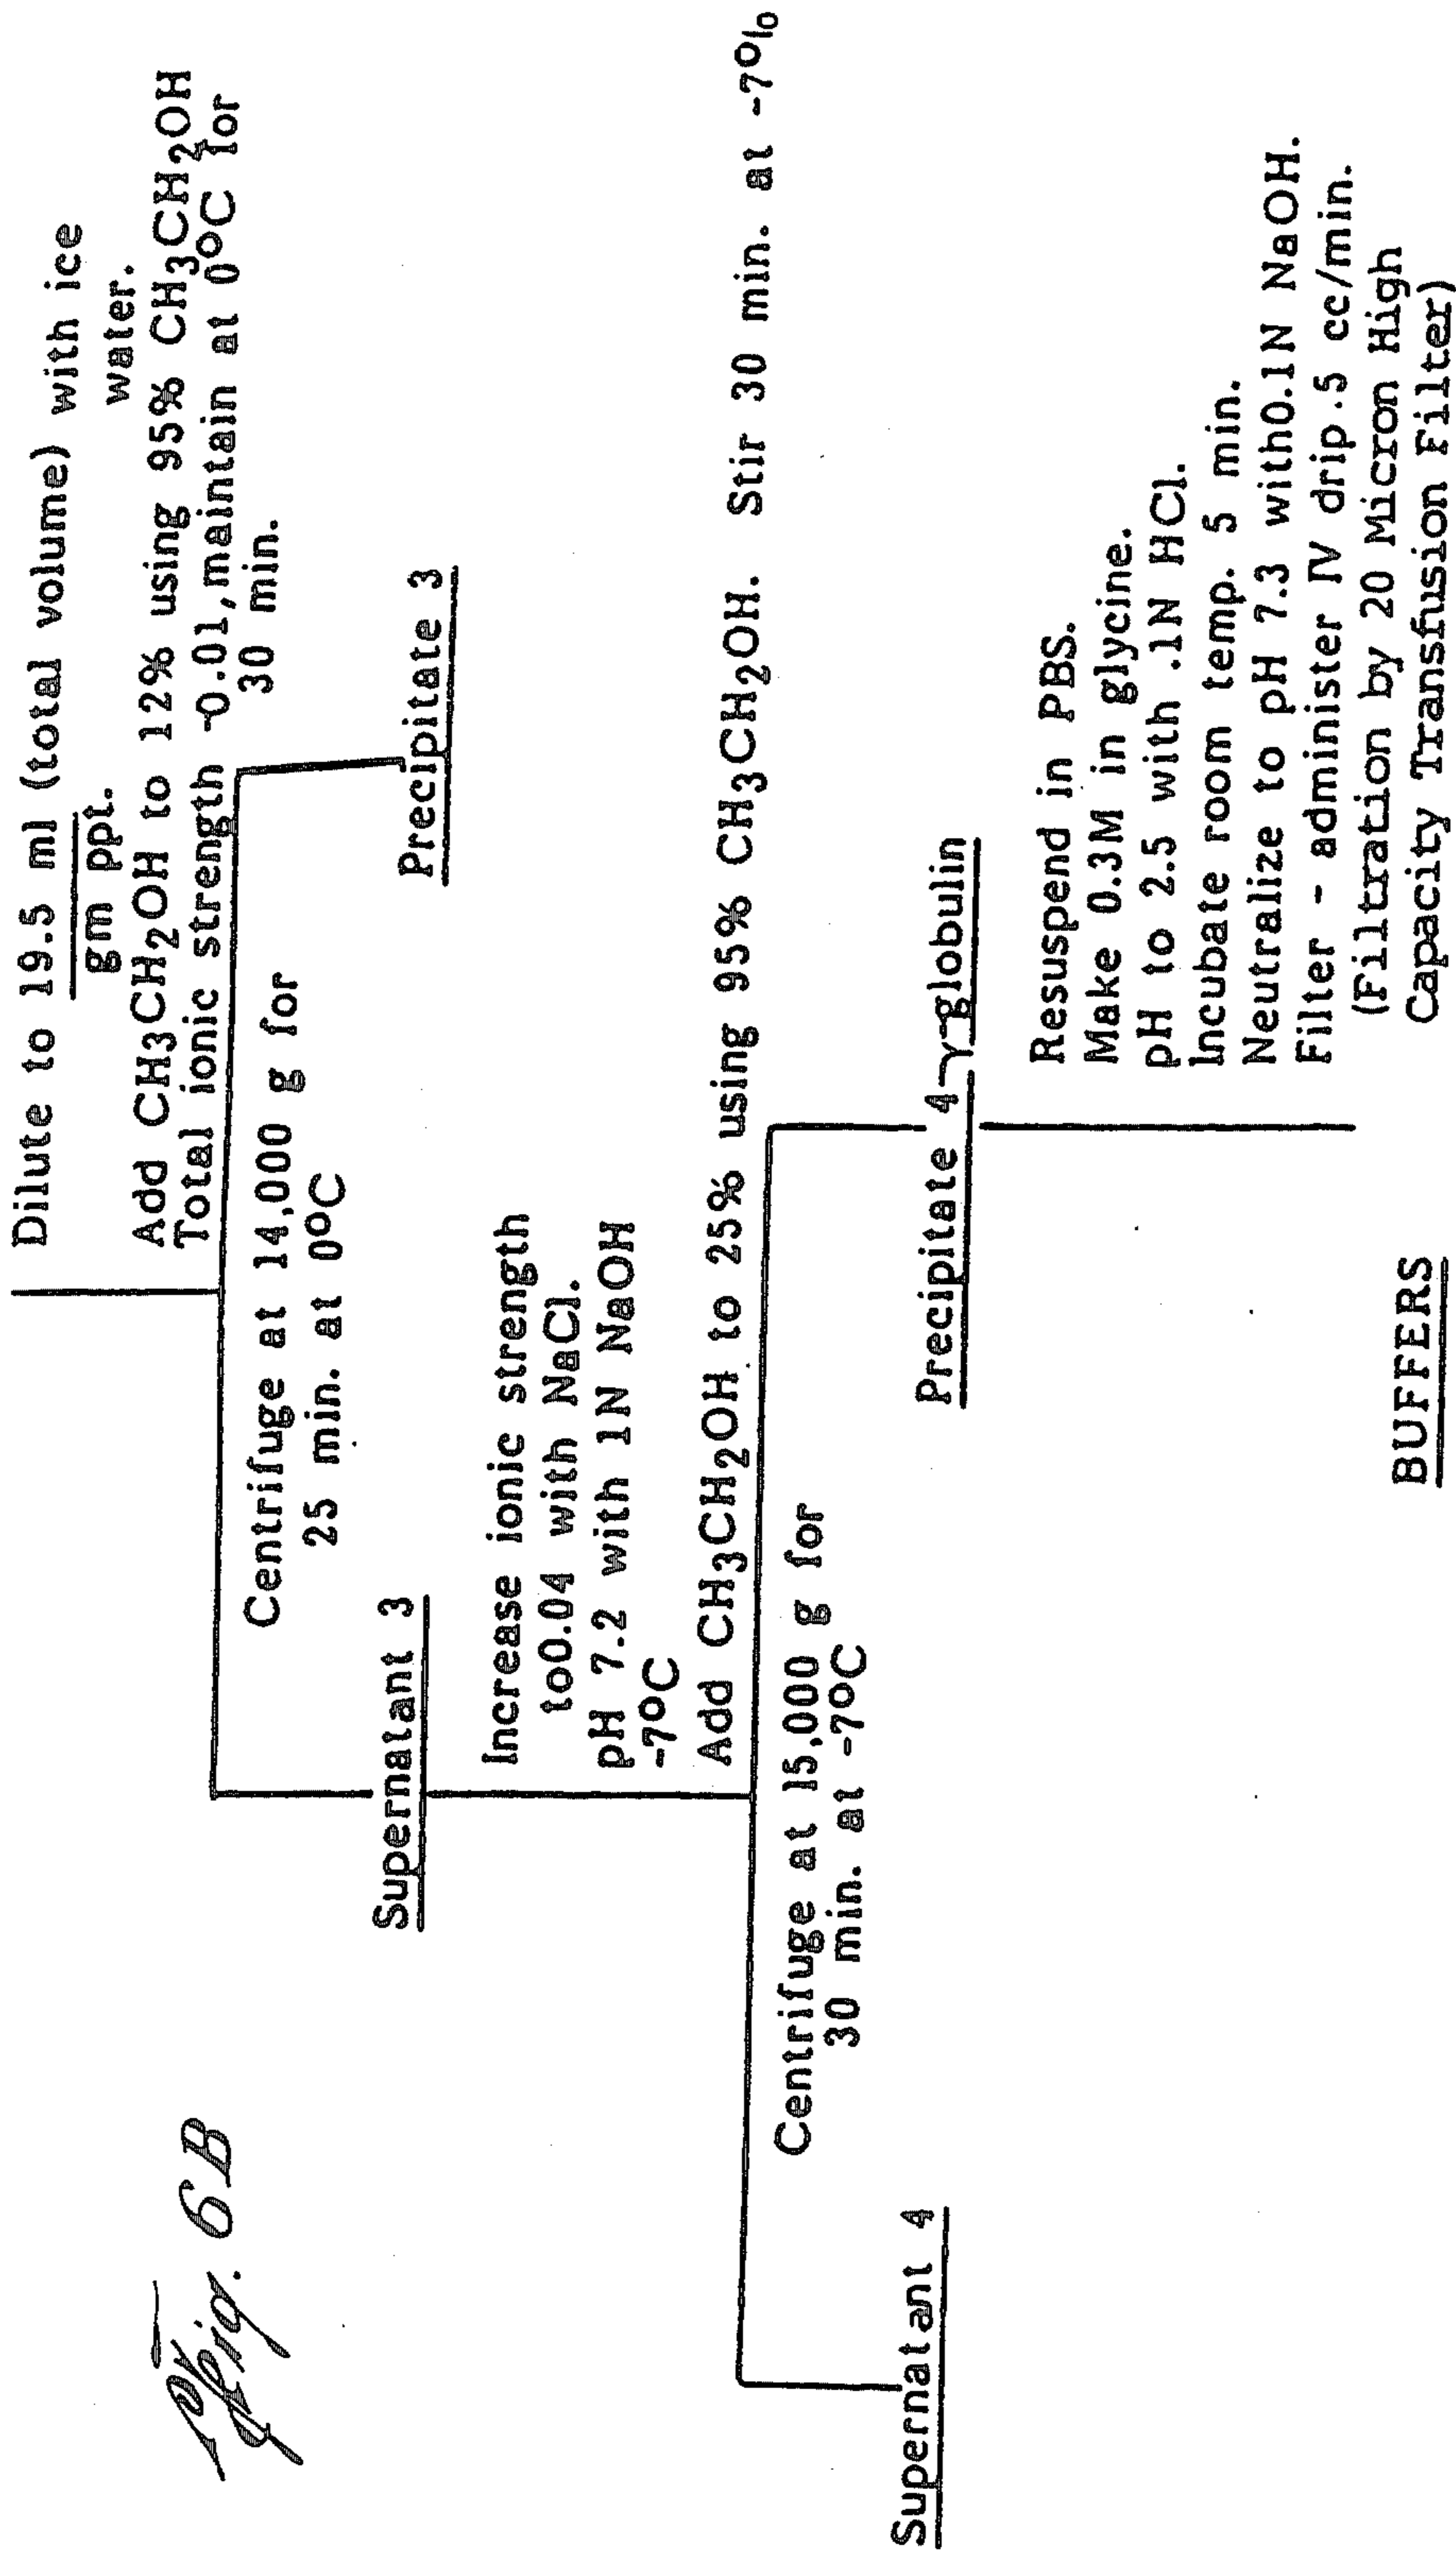 Fig. 6B
Dilute to 19.5 ml (total volume) with ice
gm ppt. water.
Add CH3CH2OH to 12% using 95% CH3CH2OH
Total ionic strength -0.01, maintain at 0°C for
30 min.
Centrifuge at 14,000 g for
25 min. at 0°C
Precipitate 3
Supernatant 3
Increase ionic strength
to0.04 with NaCl.
pH 7.2 with 1N NaOH
-7°C
Add CH3CH2OH to 25% using 95% CH3CH2OH. Stir 30 min. at -7%
Centrifuge at 15,000 g for
30 min. at -7°C
Supernatant 4
Precipitate 4 γ-globulin
Resuspend in PBS.
Make 0.3M in glycine.
pH to 2.5 with .1N HCl.
Incubate room temp. 5 min.
Neutralize to pH 7.3 with0.1N NaOH.
Filter - administer IV drip .5 cc/min.
(Filtration by 20 Micron High
Capacity Transfusion Filter)
BUFFERS